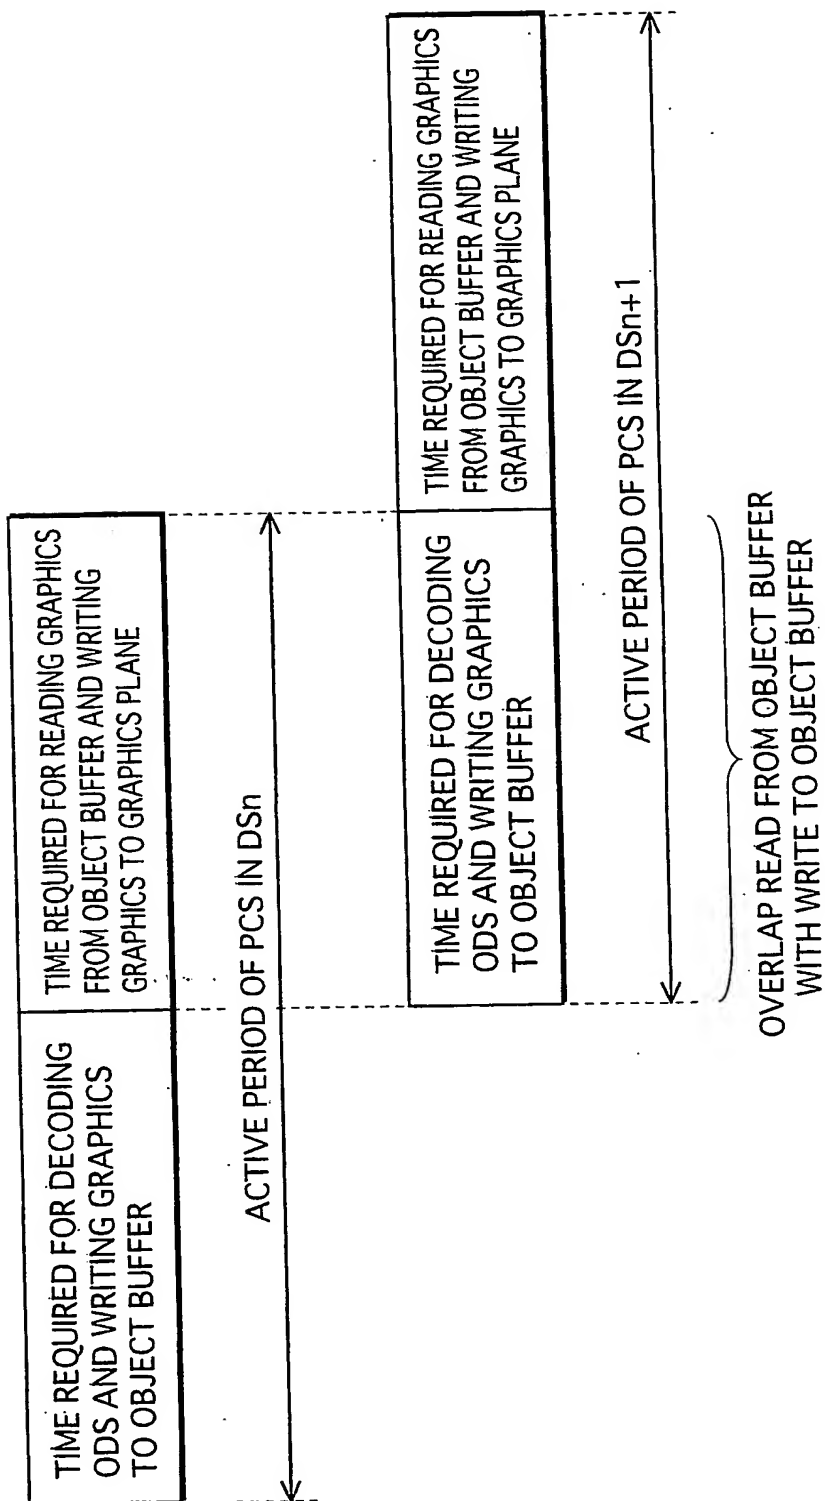 TIME REQUIRED FOR DECODING
ODS AND WRITING GRAPHICS
TO OBJECT BUFFER
TIME REQUIRED FOR READING GRAPHICS
FROM OBJECT BUFFER AND WRITING
GRAPHICS TO GRAPHICS PLANE
ACTIVE PERIOD OF PCS IN DSn
TIME REQUIRED FOR DECODING
ODS AND WRITING GRAPHICS
TO OBJECT BUFFER
TIME REQUIRED FOR READING GRAPHICS
FROM OBJECT BUFFER AND WRITING
GRAPHICS TO GRAPHICS PLANE
ACTIVE PERIOD OF PCS IN DSn+1
OVERLAP READ FROM OBJECT BUFFER
WITH WRITE TO OBJECT BUFFER